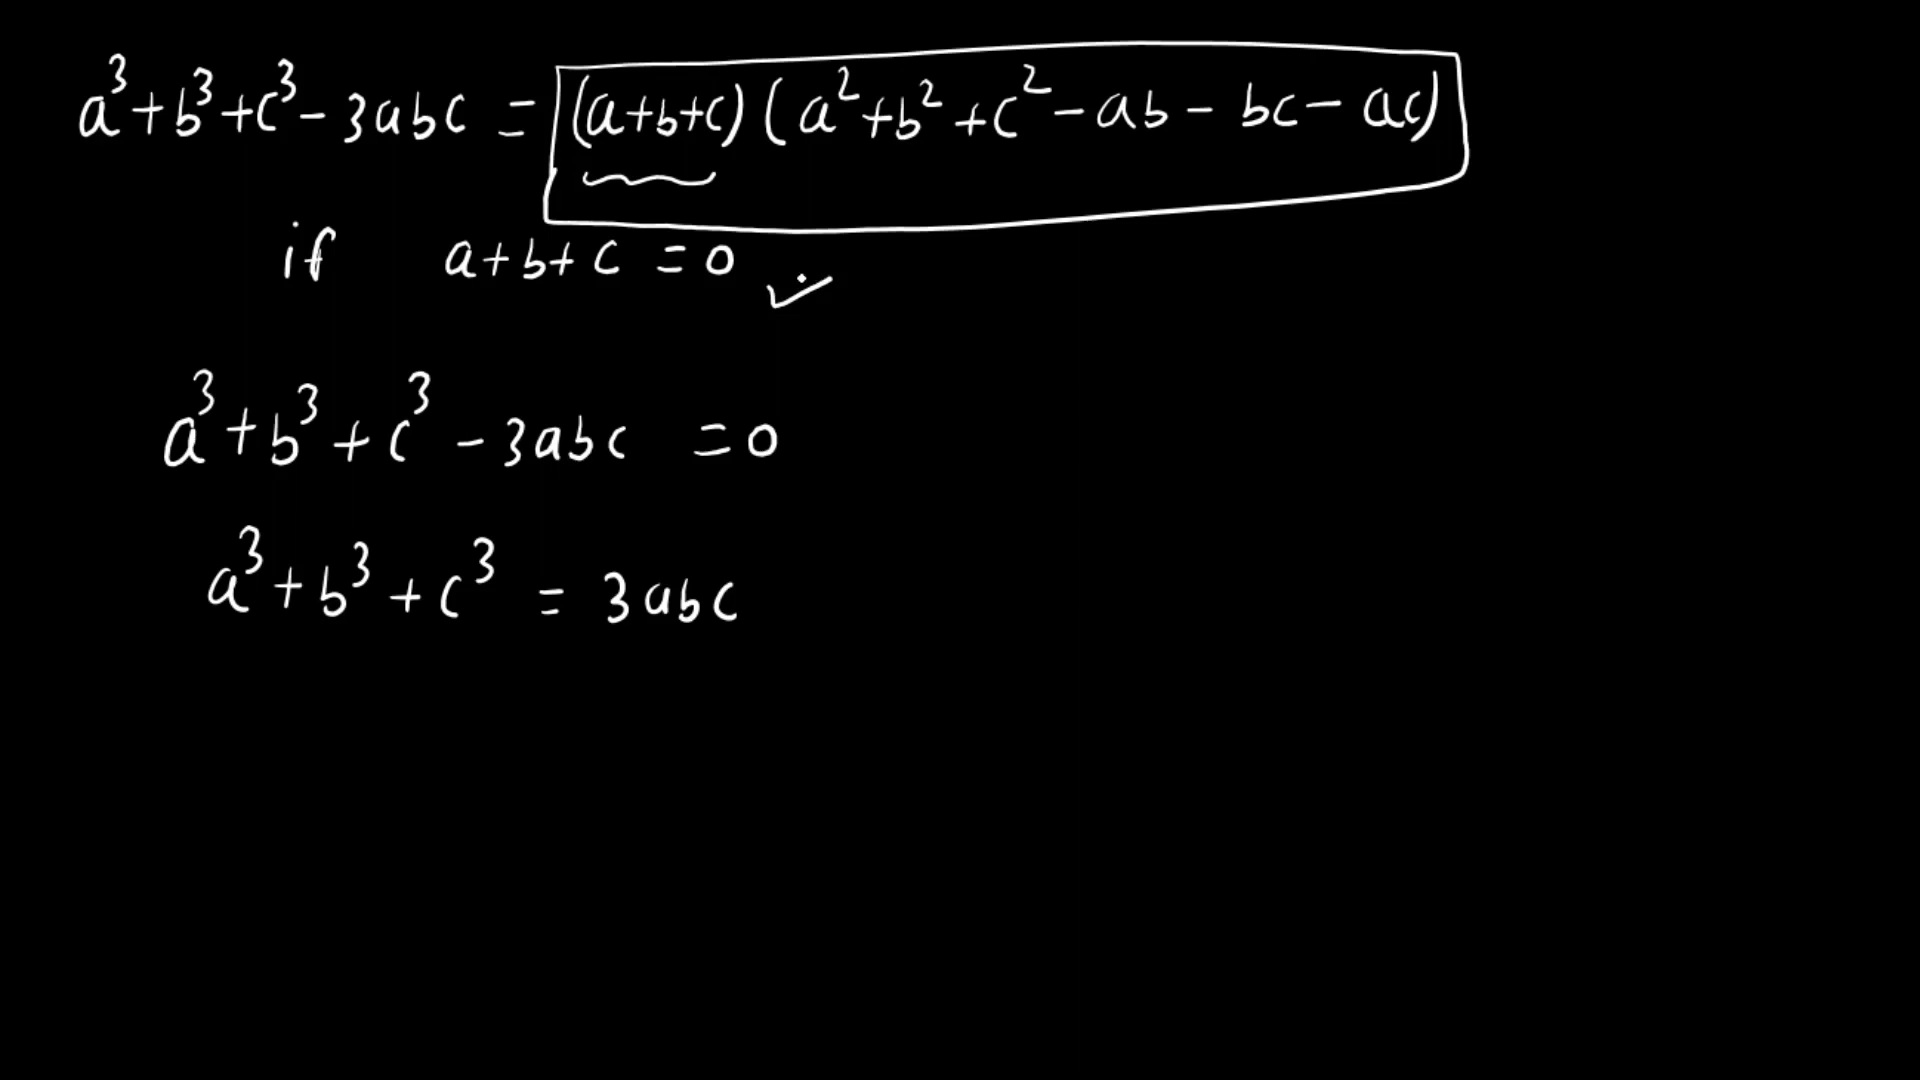 a³+b³+c³-3abc = (a+b+c)(a²+b²+c²-ab-bc-ac)
if a+b+c=0
a³+b³+c³-3abc=0
a³+b³+c³=3abc